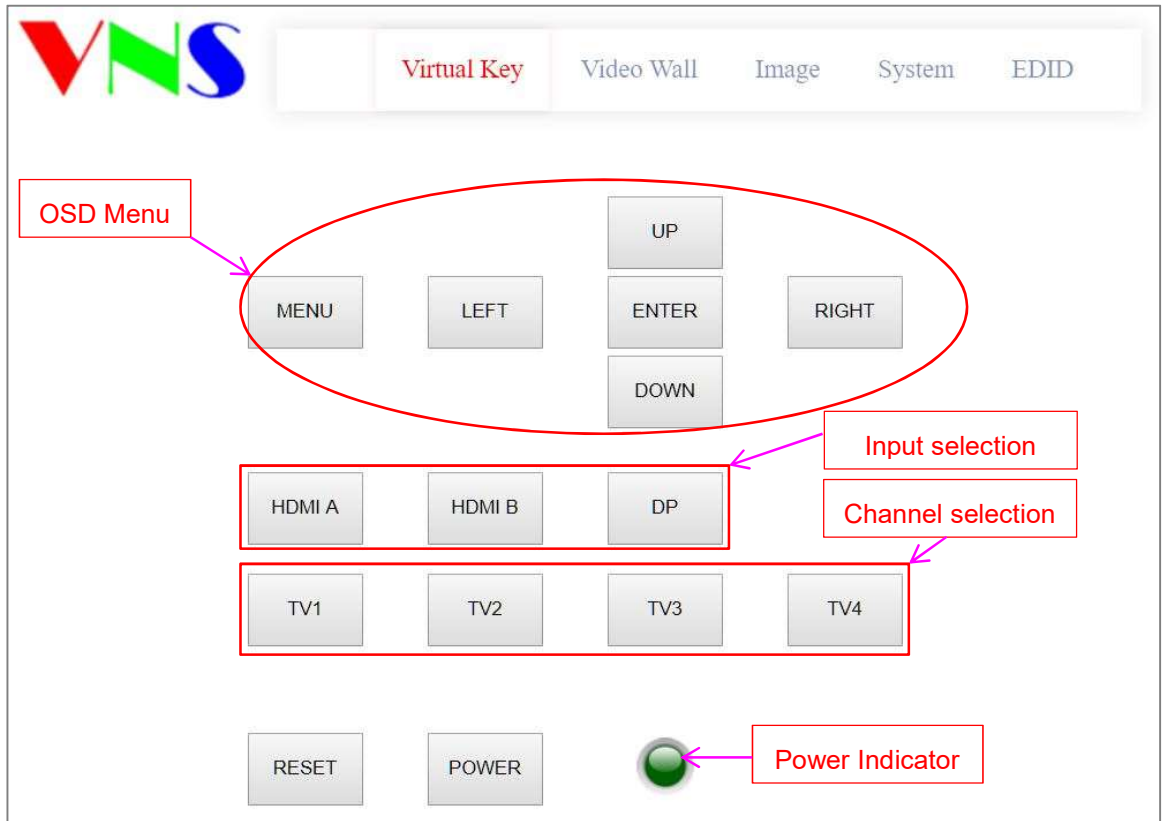 VNS
Virtual Key Video Wall Image System EDID
OSD Menu
UP
MENU LEFT ENTER RIGHT
DOWN
Input selection
HDMI A HDMI B DP
Channel selection
TV1 TV2 TV3 TV4
RESET POWER
Power Indicator